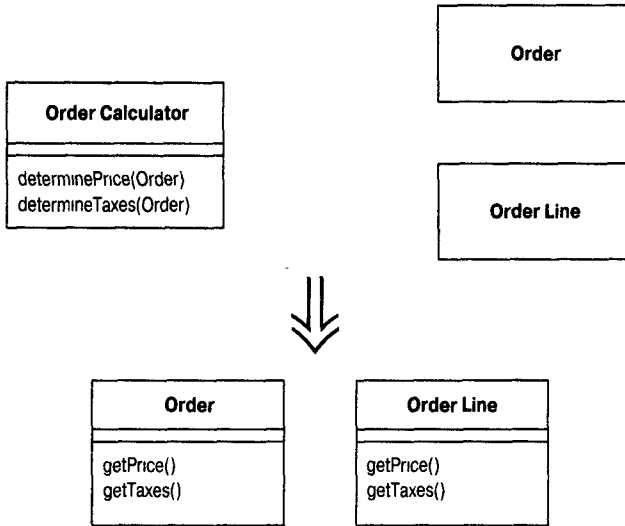 Order
Order Calculator
determinePrice(Order)
determineTaxes(Order)
Order Line
Order
getPrice()
getTaxes()
Order Line
getPrice()
getTaxes()